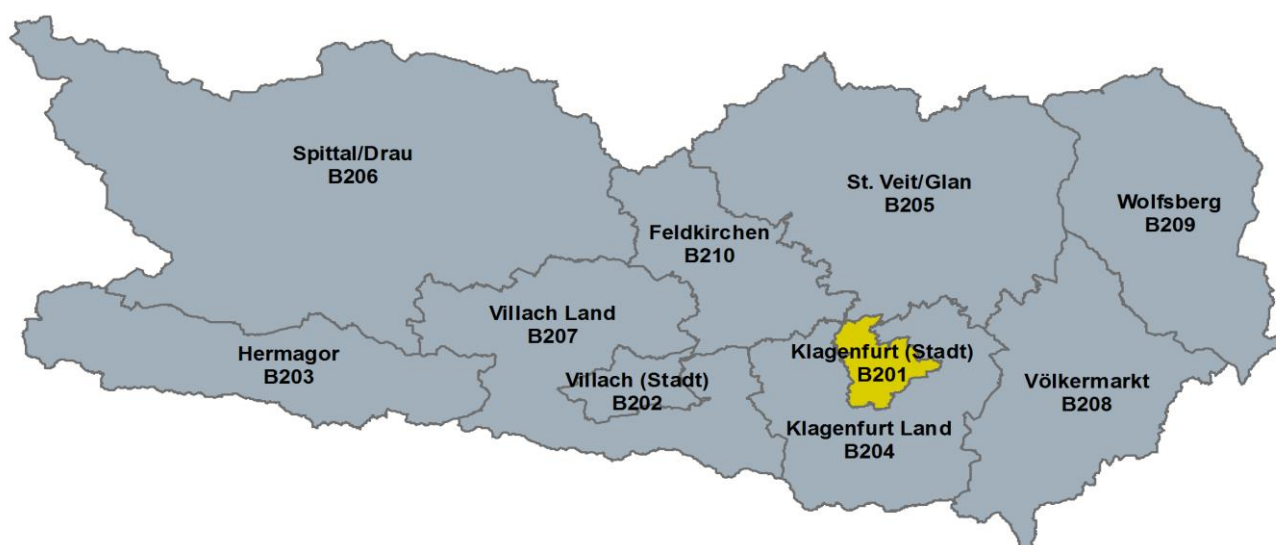 Spittal/Drau
B206
St. Veit/Glan
B205
Wolfsberg
B209
Feldkirchen
B210
Villach Land
B207
Hermagor
B203
Villach (Stadt)
B202
Klagenfurt (Stadt)
B201
Völkermarkt
B208
Klagenfurt Land
B204